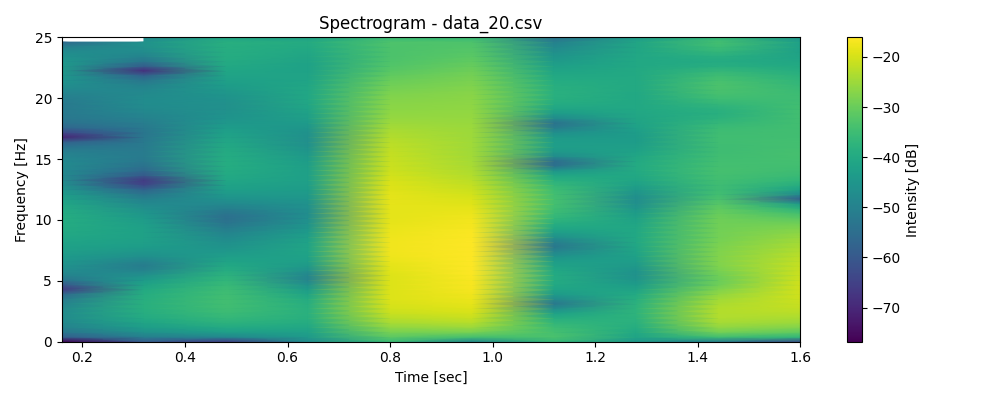 Spectrogram - data_20.csv
25
20
15
10
5
0
Frequency [Hz]
0.2 0.4 0.6 0.8 1.0 1.2 1.4 1.6
Time [sec]
−20
−30
−40
−50
−60
−70
Intensity [dB]